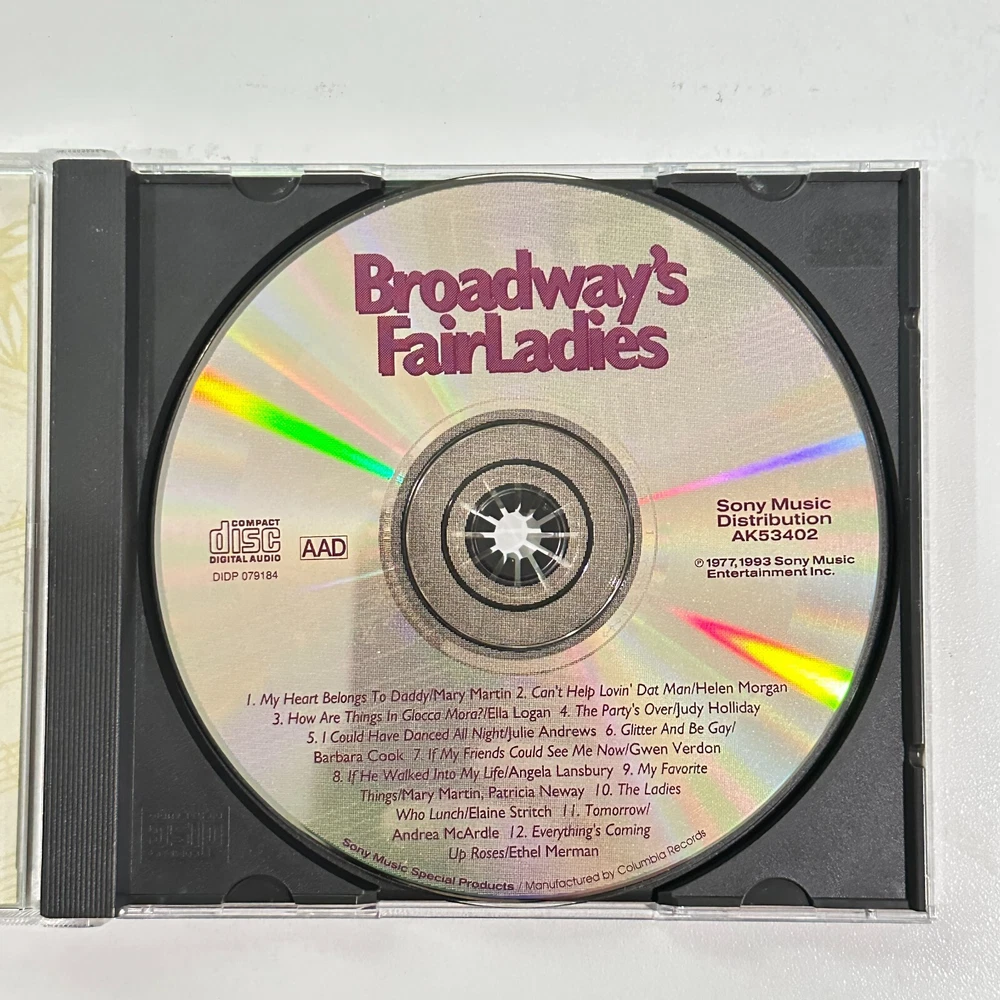 Broadway's
FairLadies
COMPACT
disc
DIGITAL AUDIO
DIDP 079184
AAD
Sony Music
Distribution
AK53402
℗ 1977, 1993 Sony Music
Entertainment Inc.
1. My Heart Belongs To Daddy/Mary Martin 2. Can't Help Lovin' Dat Man/Helen Morgan
3. How Are Things In Glocca Mora?/Ella Logan 4. The Party's Over/Judy Holliday
5. I Could Have Danced All Night/Julie Andrews 6. Glitter And Be Gay/
Barbara Cook 7. If My Friends Could See Me Now/Gwen Verdon
8. If He Walked Into My Life/Angela Lansbury 9. My Favorite
Things/Mary Martin, Patricia Neway 10. The Ladies
Who Lunch/Elaine Stritch 11. Tomorrow/
Andrea McArdle 12. Everything's Coming
Up Roses/Ethel Merman
Sony Music Special Products / Manufactured by Columbia Records